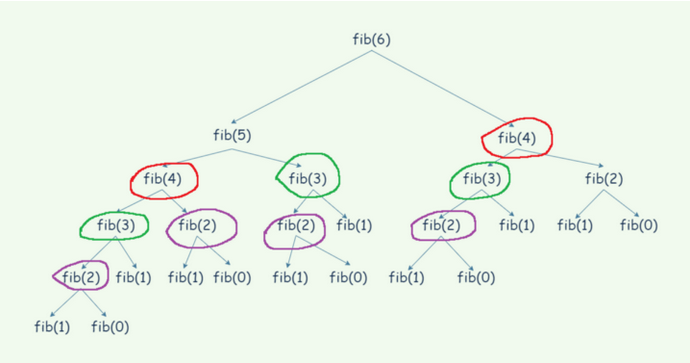 fib(6)
fib(5) fib(4)
fib(4) fib(3) fib(3) fib(2)
fib(3) fib(2) fib(2) fib(1) fib(2) fib(1) fib(1) fib(0)
fib(2) fib(1) fib(1) fib(0) fib(1) fib(0) fib(1) fib(0)
fib(1) fib(0)